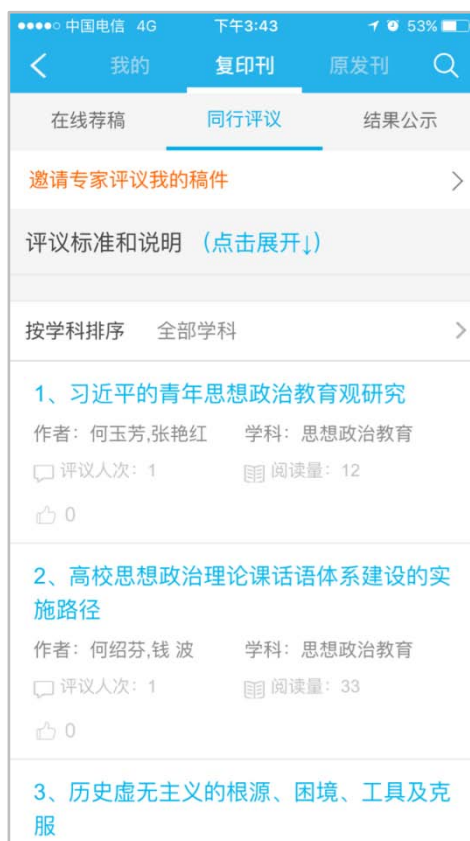 中国电信 4G 下午3:43 53%
我的 复印刊 原发刊
在线荐稿 同行评议 结果公示
邀请专家评议我的稿件
评议标准和说明 （点击展开↓）
按学科排序 全部学科
1、习近平的青年思想政治教育观研究
作者：何玉芳,张艳红 学科：思想政治教育
评议人次：1 阅读量：12
0
2、高校思想政治理论课话语体系建设的实
施路径
作者：何绍芬,钱 波 学科：思想政治教育
评议人次：1 阅读量：33
0
3、历史虚无主义的根源、困境、工具及克
服